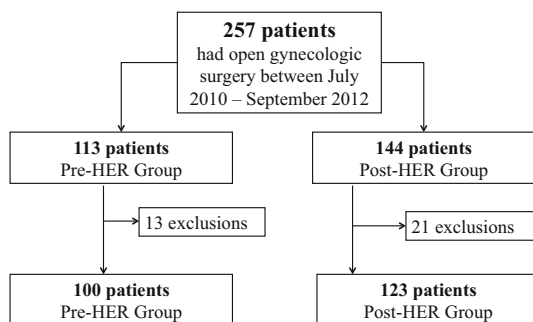 257 patients
had open gynecologic
surgery between July
2010 – September 2012
113 patients
Pre-HER Group
144 patients
Post-HER Group
13 exclusions
21 exclusions
100 patients
Pre-HER Group
123 patients
Post-HER Group